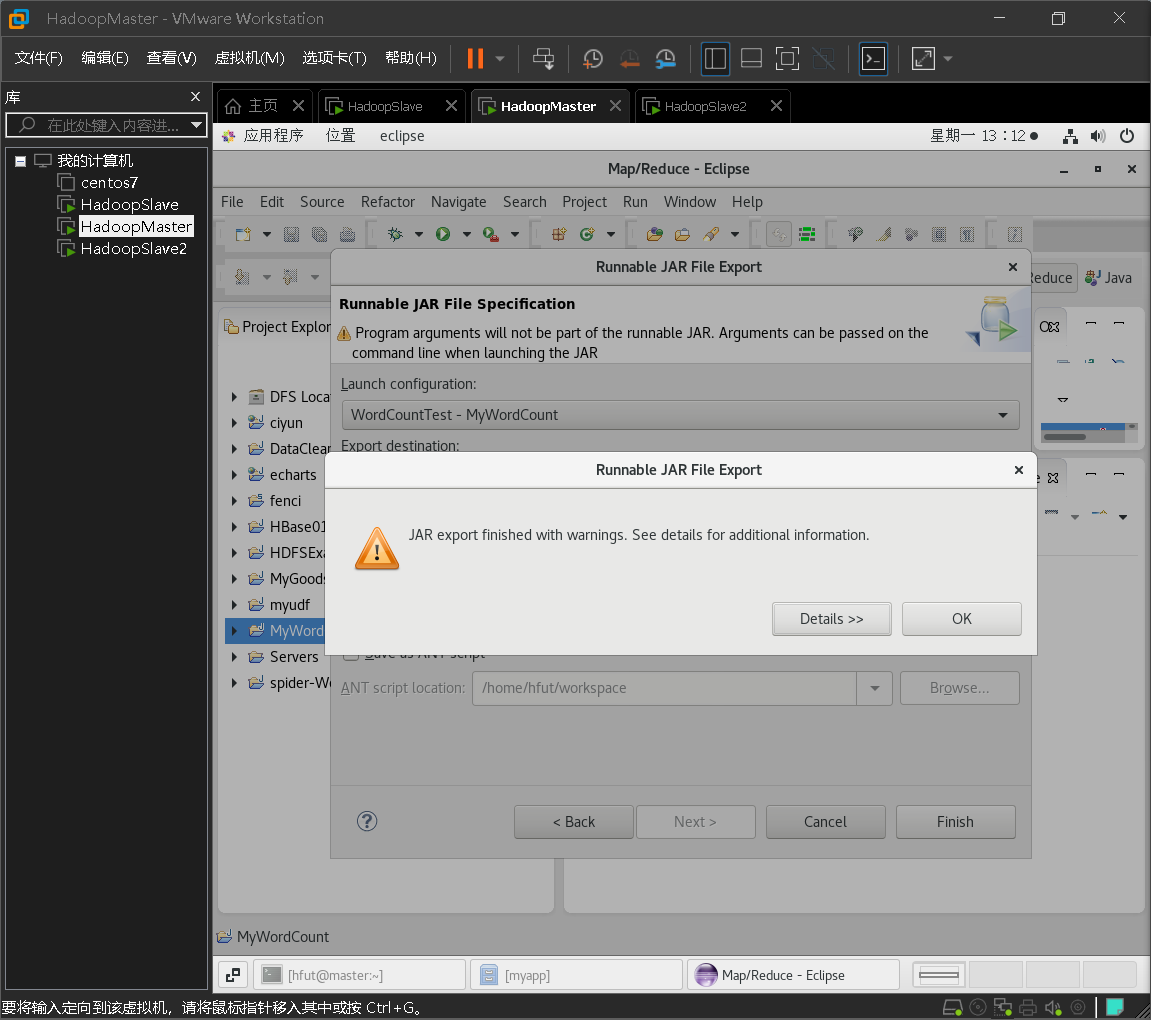 HadoopMaster - VMware Workstation
文件(F) 编辑(E) 查看(V) 虚拟机(M) 选项卡(T) 帮助(H)
库
在此处键入内容进...
我的计算机
centos7
HadoopSlave
HadoopMaster
HadoopSlave2
主页 HadoopSlave HadoopMaster HadoopSlave2
应用程序 位置 eclipse 星期一 13：12
Map/Reduce - Eclipse
File Edit Source Refactor Navigate Search Project Run Window Help
Reduce Java
Project Explor
DFS Loca
ciyun
DataClean
echarts
fenci
HBase01
HDFSExa
MyGoods
myudf
MyWord
Servers
spider-Wo
Runnable JAR File Export
Runnable JAR File Specification
Program arguments will not be part of the runnable JAR. Arguments can be passed on the
command line when launching the JAR
Launch configuration:
WordCountTest - MyWordCount
Export destination:
Runnable JAR File Export
JAR export finished with warnings. See details for additional information.
Details >> OK
Save as ANT script
ANT script location: /home/hfut/workspace Browse...
< Back Next > Cancel Finish
MyWordCount
[hfut@master:~] [myapp] Map/Reduce - Eclipse
要将输入定向到该虚拟机，请将鼠标指针移入其中或按 Ctrl+G。